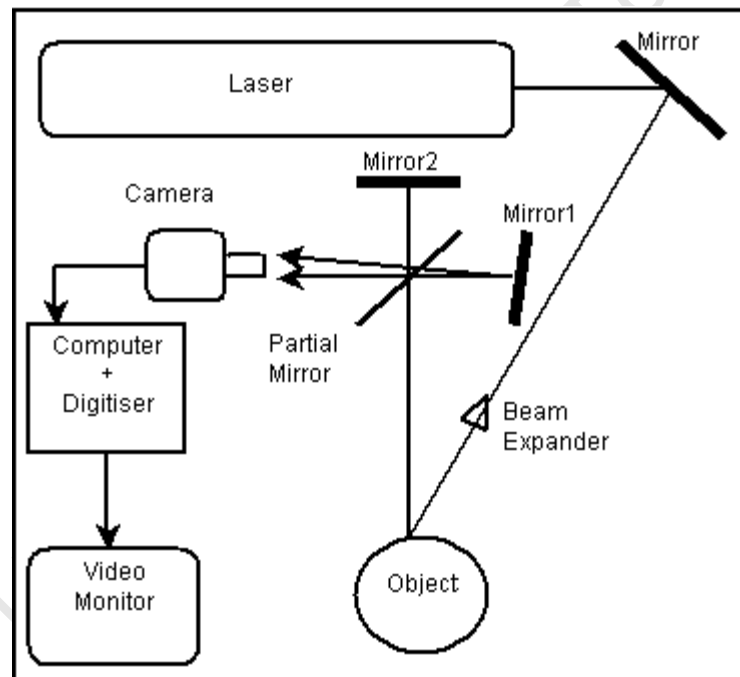 Mirror
Laser
Mirror2
Camera
Mirror1
Partial
Mirror
Computer
+
Digitiser
Beam
Expander
Video
Monitor
Object